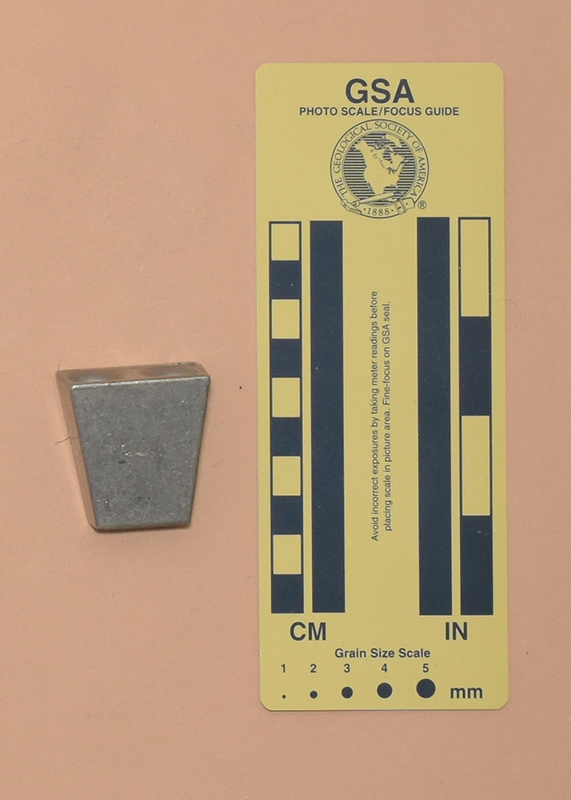 GSA
PHOTO SCALE/FOCUS GUIDE
THE GEOLOGICAL SOCIETY OF AMERICA
·1888·
®
Avoid incorrect exposures by taking meter readings before
placing scale in picture area. Fine-focus on GSA seal.
CM IN
Grain Size Scale
1 2 3 4 5
mm